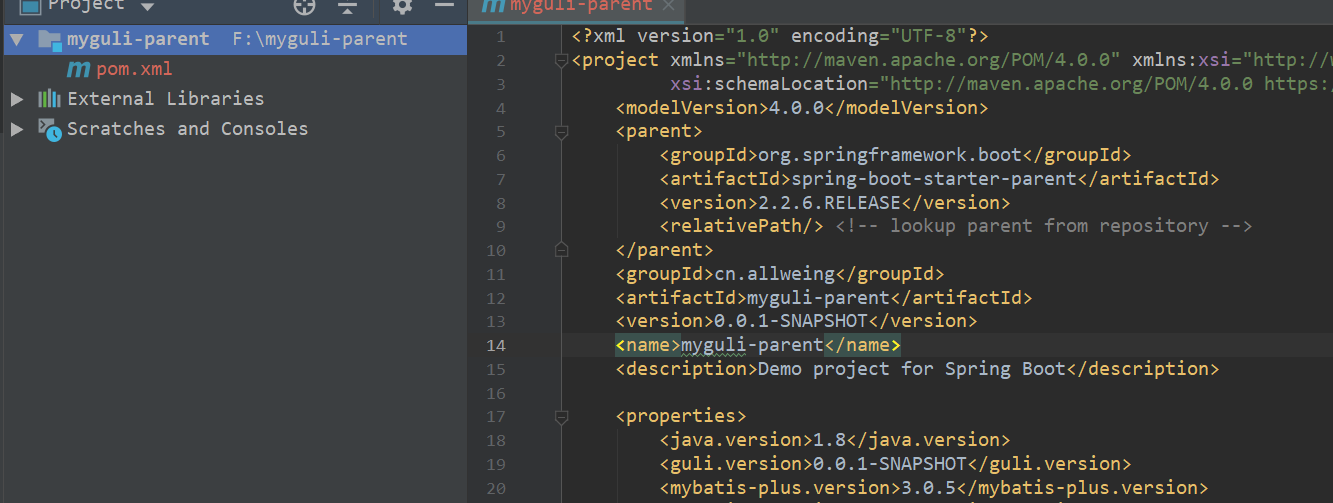 Project
myguli-parent F:\myguli-parent
pom.xml
External Libraries
Scratches and Consoles
myguli-parent
1 <?xml version="1.0" encoding="UTF-8"?>
2 <project xmlns="http://maven.apache.org/POM/4.0.0" xmlns:xsi="http://
3 xsi:schemaLocation="http://maven.apache.org/POM/4.0.0 https:
4 <modelVersion>4.0.0</modelVersion>
5 <parent>
6 <groupId>org.springframework.boot</groupId>
7 <artifactId>spring-boot-starter-parent</artifactId>
8 <version>2.2.6.RELEASE</version>
9 <relativePath/> <!-- lookup parent from repository -->
10 </parent>
11 <groupId>cn.allweing</groupId>
12 <artifactId>myguli-parent</artifactId>
13 <version>0.0.1-SNAPSHOT</version>
14 <name>myguli-parent</name>
15 <description>Demo project for Spring Boot</description>
16
17 <properties>
18 <java.version>1.8</java.version>
19 <guli.version>0.0.1-SNAPSHOT</guli.version>
20 <mybatis-plus.version>3.0.5</mybatis-plus.version>